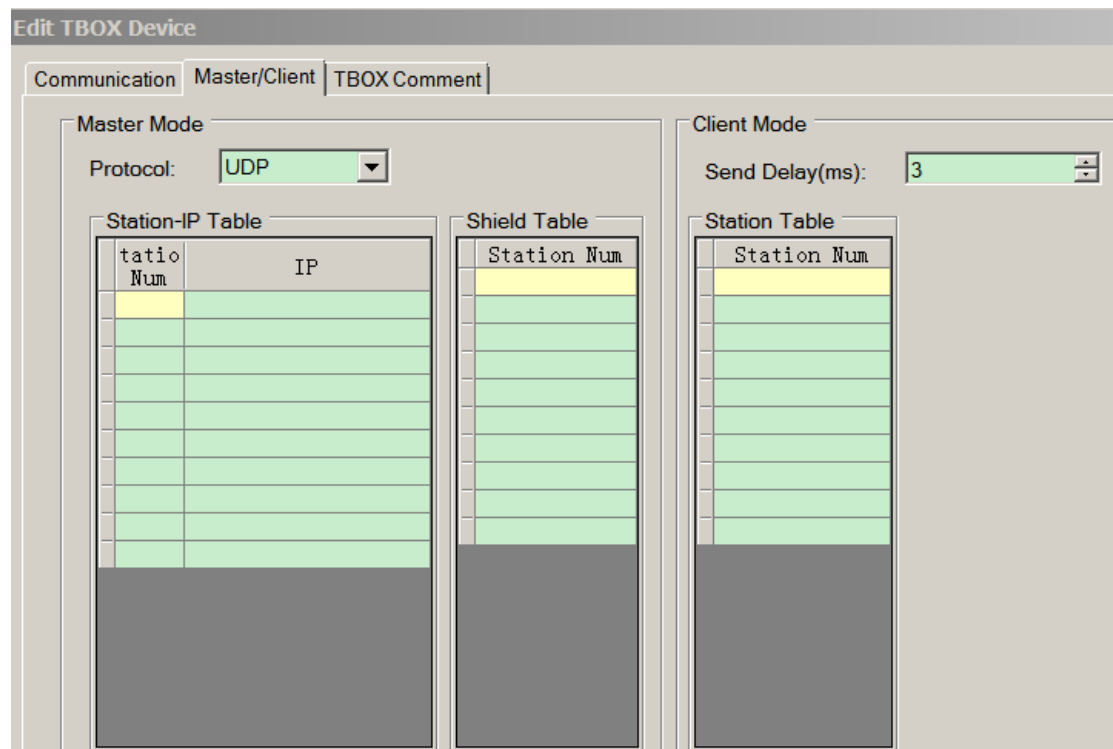 Edit TBOX Device
Communication Master/Client TBOX Comment
Master Mode
Protocol: UDP
Station-IP Table
tatio Num IP
Shield Table
Station Num
Client Mode
Send Delay(ms): 3
Station Table
Station Num